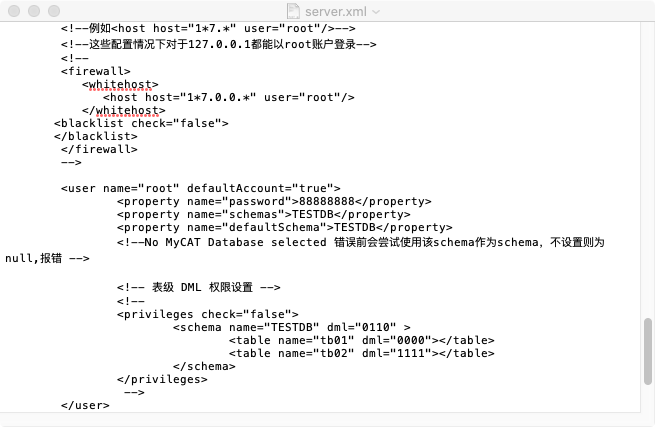 server.xml
<!--例如<host host="1*7.*" user="root"/>-->
<!--这些配置情况下对于127.0.0.1都能以root账户登录-->
<!--
<firewall>
<whitehost>
<host host="1*7.0.0.*" user="root"/>
</whitehost>
<blacklist check="false">
</blacklist>
</firewall>
-->
<user name="root" defaultAccount="true">
<property name="password">88888888</property>
<property name="schemas">TESTDB</property>
<property name="defaultSchema">TESTDB</property>
<!--No MyCAT Database selected 错误前会尝试使用该schema作为schema，不设置则为
null,报错 -->
<!-- 表级 DML 权限设置 -->
<!--
<privileges check="false">
<schema name="TESTDB" dml="0110" >
<table name="tb01" dml="0000"></table>
<table name="tb02" dml="1111"></table>
</schema>
</privileges>
-->
</user>